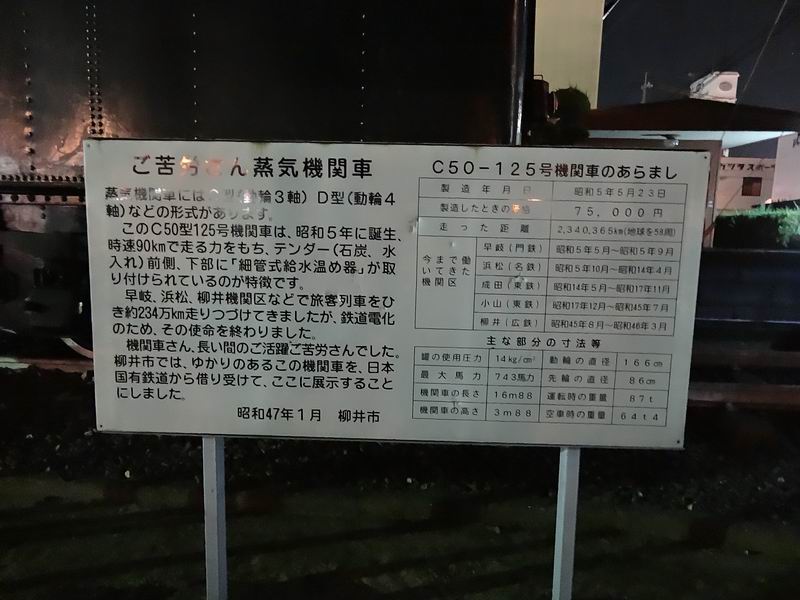 ご苦労さん蒸気機関車
蒸気機関車には 型(動輪3軸) D型(動輪4
軸)などの形式があります。
このC50型125号機関車は、昭和5年に誕生、
時速90kmで走る力をもち、テンダー(石炭、水
入れ)前側、下部に「細管式給水温め器」が取
り付けられているのが特徴です。
早岐、浜松、柳井機関区などで旅客列車をひ
き約234万km走りつづけてきましたが、鉄道電化
のため、その使命を終わりました。
機関車さん、長い間のご活躍ご苦労さんでした。
柳井市では、ゆかりのあるこの機関車を、日本
国有鉄道から借り受けて、ここに展示すること
にしました。
昭和47年1月 柳井市
C50-125号機関車のあらまし
製造年月日 昭和5年5月23日
製造したときの価格 75,000円
走った距離 2,340,365km(地球を58周)
今まで働いてきた機関区
早岐(門鉄) 昭和5年5月~昭和5年9月
浜松(名鉄) 昭和5年10月~昭和14年4月
成田(東鉄) 昭和14年5月~昭和17年11月
小山(東鉄) 昭和17年12月~昭和45年7月
柳井(広鉄) 昭和45年8月~昭和46年3月
主な部分の寸法等
罐の使用圧力 14kg/cm² 動輪の直径 166cm
最大馬力 743馬力 先輪の直径 86cm
機関車の長さ 16m88 運転時の重量 87t
機関車の高さ 3m88 空車時の重量 64t4